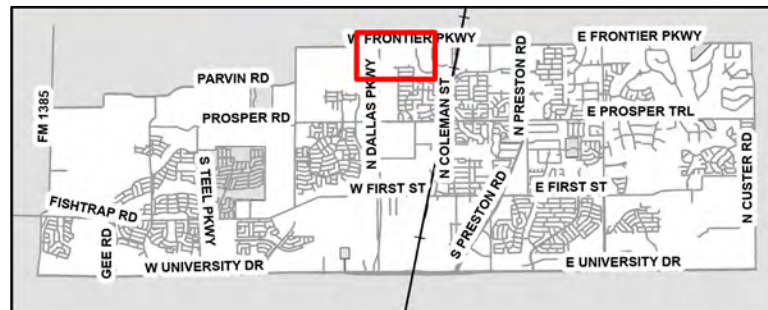 W FRONTIER PKWY
E FRONTIER PKWY
PARVIN RD
FM 1385
N DALLAS PKWY
N COLEMAN ST
N PRESTON RD
PROSPER RD
E PROSPER TRL
S TEEL PKWY
W FIRST ST
E FIRST ST
N CUSTER RD
FISHTRAP RD
GEE RD
S PRESTON RD
W UNIVERSITY DR
E UNIVERSITY DR